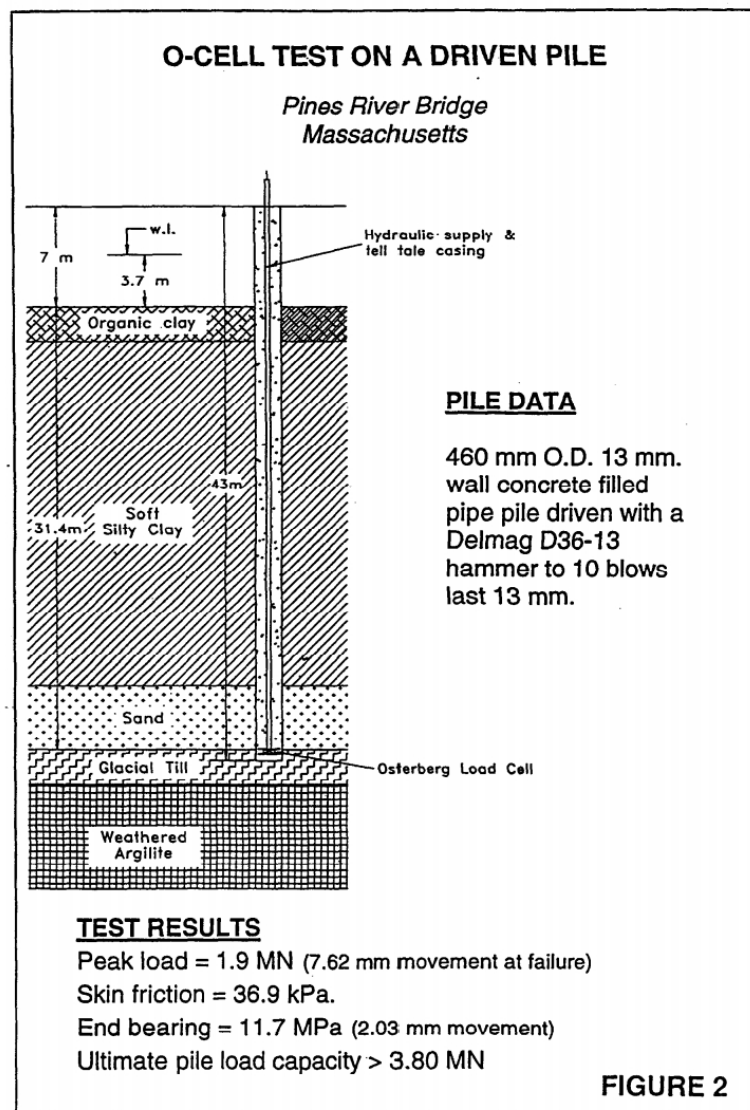 O-CELL TEST ON A DRIVEN PILE
Pines River Bridge
Massachusetts
w.l.
7 m
3.7 m
Hydraulic supply &
tell tale casing
Organic clay
PILE DATA
460 mm O.D. 13 mm.
wall concrete filled
pipe pile driven with a
Delmag D36-13
hammer to 10 blows
last 13 mm.
43m
Soft
Silty Clay
31.4m
Sand
Glacial Till
Osterberg Load Cell
Weathered
Argilite
TEST RESULTS
Peak load = 1.9 MN (7.62 mm movement at failure)
Skin friction = 36.9 kPa.
End bearing = 11.7 MPa (2.03 mm movement)
Ultimate pile load capacity > 3.80 MN
FIGURE 2